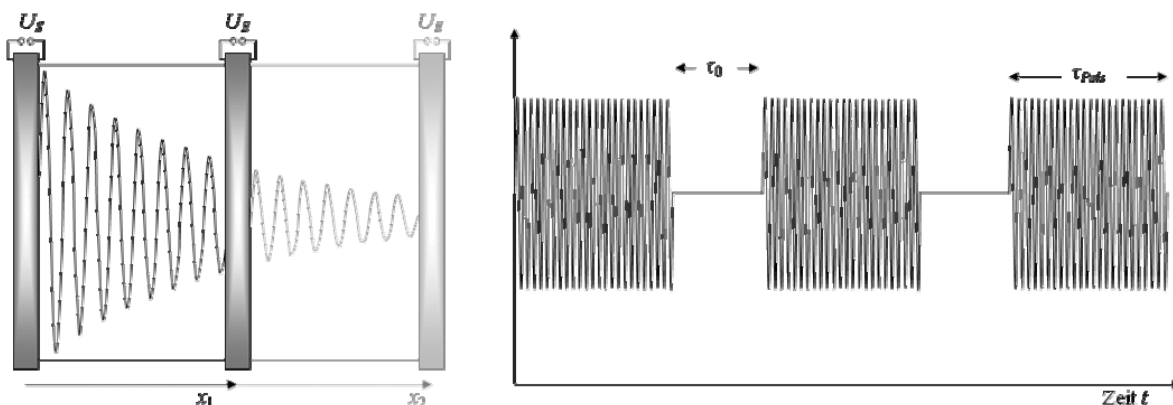 U_S
U_E
U_E
x₁
x₂
τ₀
τ_Puls
Zeit t